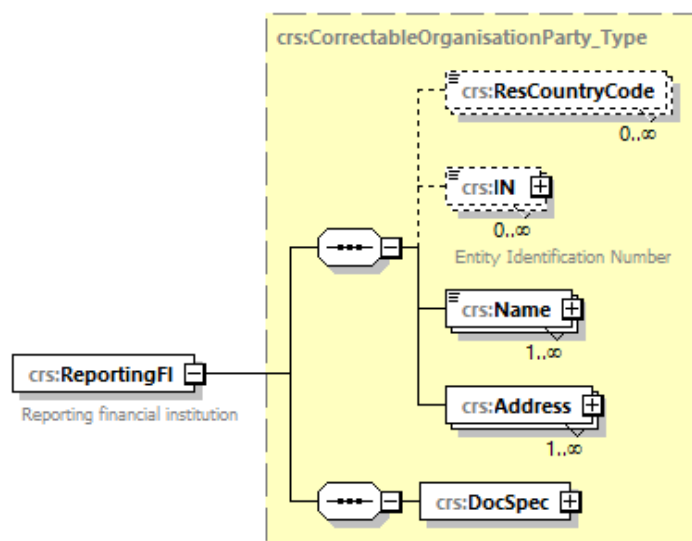 crs:CorrectableOrganisationParty_Type
crs:ResCountryCode
0..∞
crs:IN
0..∞
Entity Identification Number
crs:Name
1..∞
crs:ReportingFI
Reporting financial institution
crs:Address
1..∞
crs:DocSpec